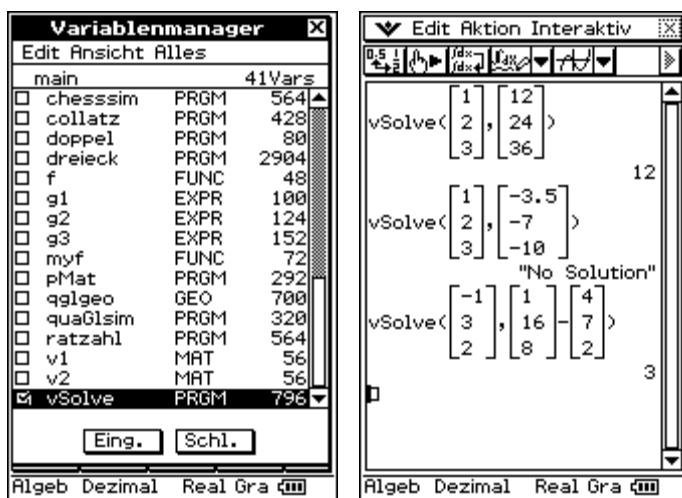 Variablenmanager
Edit Ansicht Alles
main 41Vars
chesssim PRGM 564
collatz PRGM 428
doppel PRGM 80
dreieck PRGM 2904
f FUNC 48
g1 EXPR 100
g2 EXPR 124
g3 EXPR 152
myf FUNC 72
pMat PRGM 292
qglgeo GEO 700
quaGlsim PRGM 320
ratzahl PRGM 564
v1 MAT 56
v2 MAT 56
vSolve PRGM 796
Eing. Schl.
Algeb Dezimal Real Gra
Edit Aktion Interaktiv
vSolve([1 2 3],[12 24 36])
12
vSolve([1 2 3],[-3.5 -7 -10])
"No Solution"
vSolve([-1 3 2],[1 16 8]-[4 7 2])
3
Algeb Dezimal Real Gra